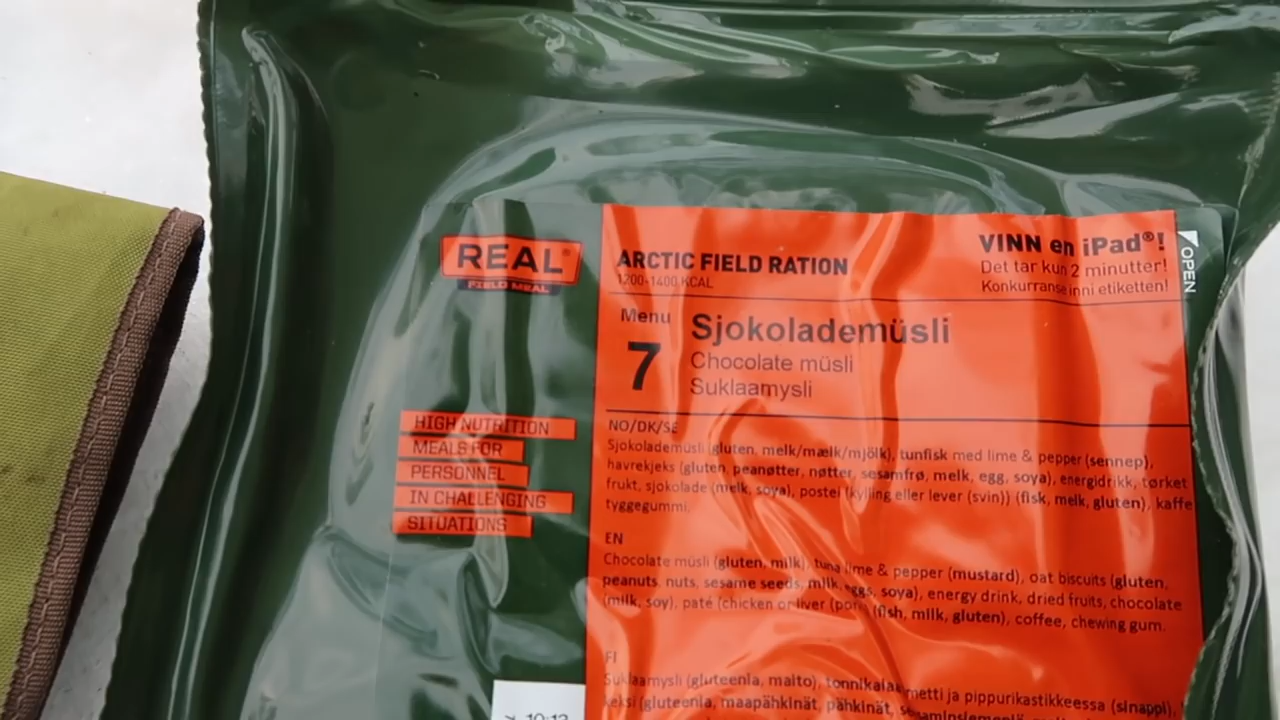 REAL®
FIELD MEAL
HIGH NUTRITION
MEALS FOR
PERSONNEL
IN CHALLENGING
SITUATIONS
ARCTIC FIELD RATION
1200-1400 KCAL
VINN en iPad®!
Det tar kun 2 minutter!
Konkurranse inni etiketten!
OPEN
Menu
7
Sjokolademüsli
Chocolate müsli
Suklaamysli
NO/DK/SE
Sjokolademüsli (gluten, melk/mælk/mjölk), tunfisk med lime & pepper (sennep),
havrekjeks (gluten, peanøtter, nøtter, sesamfrø, melk, egg, soya), energidrikk, tørket
frukt, sjokolade (melk, soya), postei (kylling eller lever (svin)) (fisk, melk, gluten), kaffe
tyggegummi.
EN
Chocolate müsli (gluten, milk), tuna lime & pepper (mustard), oat biscuits (gluten,
peanuts, nuts, sesame seeds, milk, eggs, soya), energy drink, dried fruits, chocolate
(milk, soy), paté (chicken or liver (pork) (fish, milk, gluten), coffee, chewing gum.
FI
Suklaamysli (gluteenia, maito), metti ja pippurikastikkeessa (sinappi),
keksi (gluteenia, maapähkinät, pähkinät,